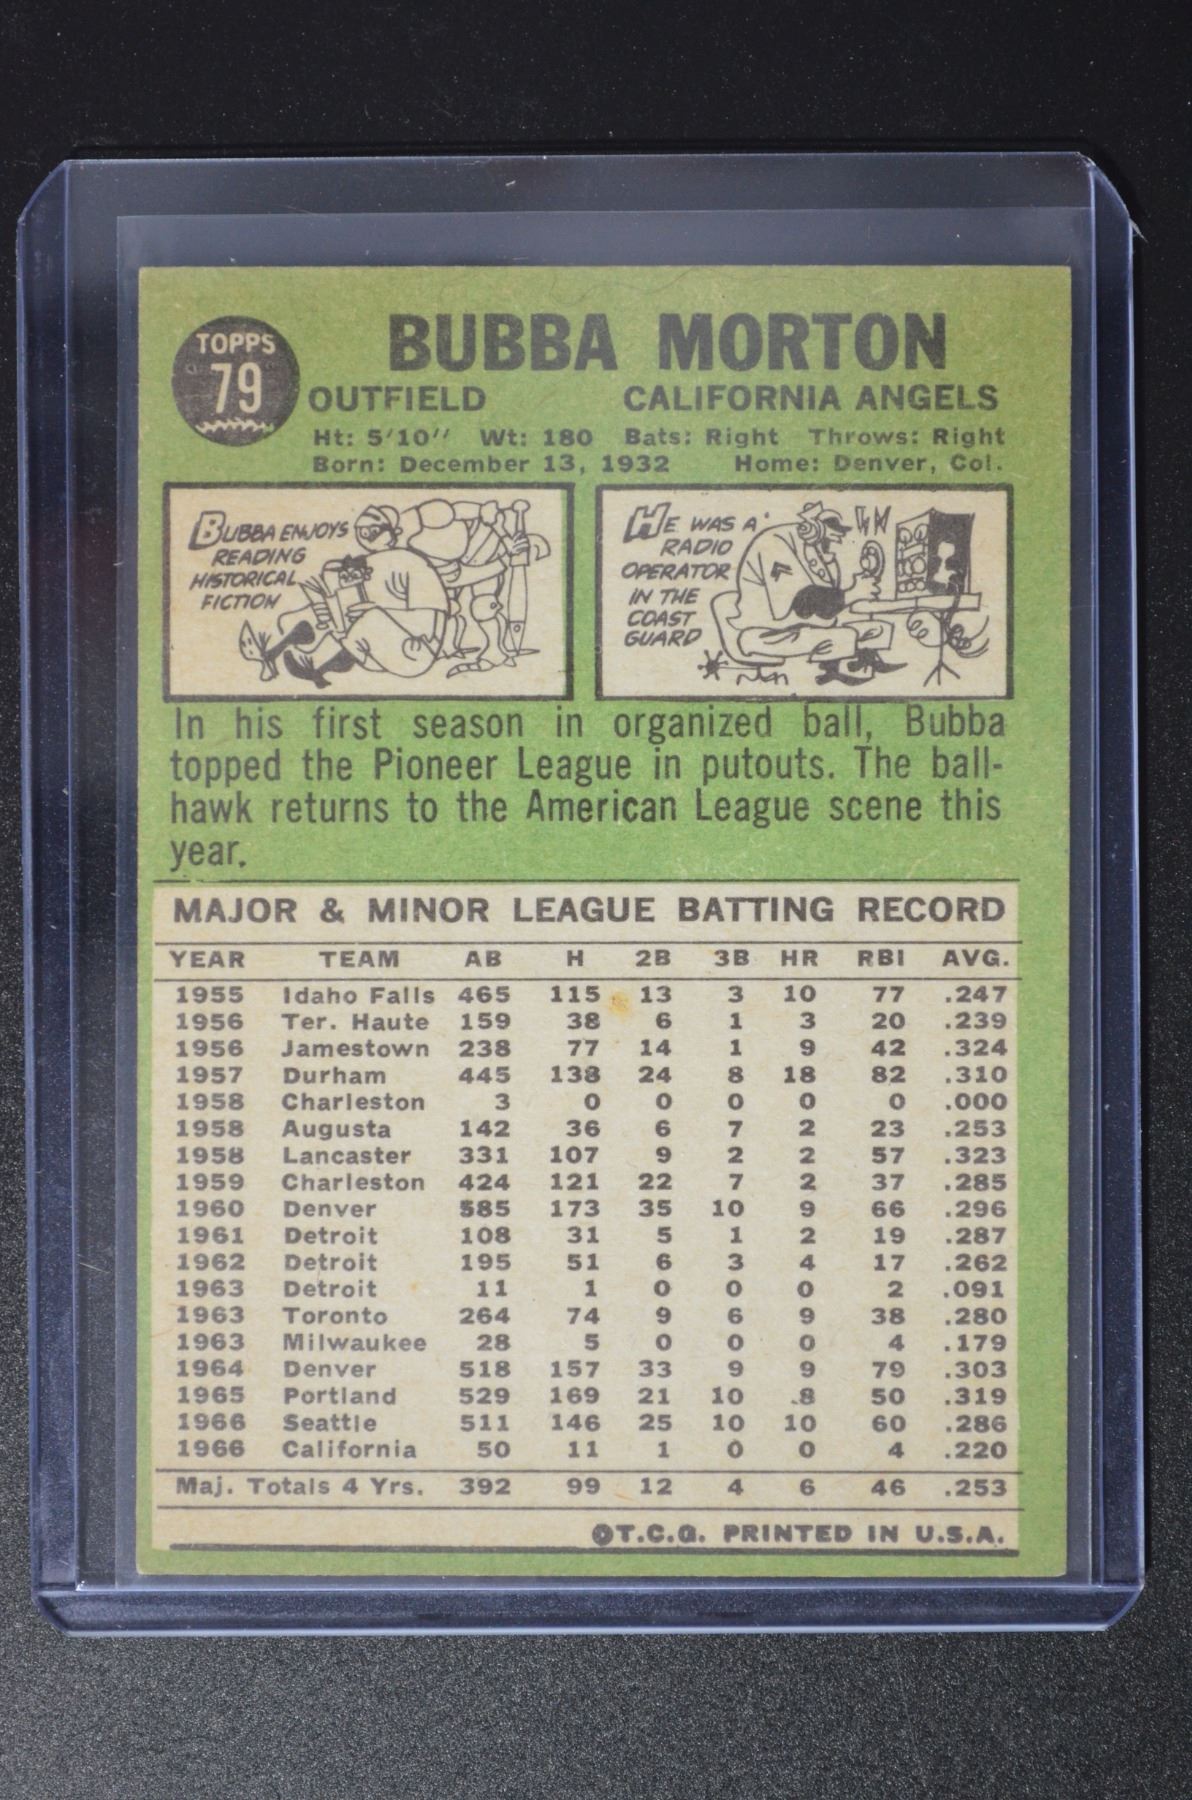 TOPPS
79
BUBBA MORTON
OUTFIELD CALIFORNIA ANGELS
Ht: 5'10" Wt: 180 Bats: Right Throws: Right
Born: December 13, 1932 Home: Denver, Col.
BUBBA ENJOYS
READING
HISTORICAL
FICTION
HE WAS A
RADIO
OPERATOR
IN THE
COAST
GUARD
In his first season in organized ball, Bubba
topped the Pioneer League in putouts. The ball-
hawk returns to the American League scene this
year.
MAJOR & MINOR LEAGUE BATTING RECORD
YEAR TEAM AB H 2B 3B HR RBI AVG.
1955 Idaho Falls 465 115 13 3 10 77 .247
1956 Ter. Haute 159 38 6 1 3 20 .239
1956 Jamestown 238 77 14 1 9 42 .324
1957 Durham 445 138 24 8 18 82 .310
1958 Charleston 3 0 0 0 0 0 .000
1958 Augusta 142 36 6 7 2 23 .253
1958 Lancaster 331 107 9 2 2 57 .323
1959 Charleston 424 121 22 7 2 37 .285
1960 Denver 585 173 35 10 9 66 .296
1961 Detroit 108 31 5 1 2 19 .287
1962 Detroit 195 51 6 3 4 17 .262
1963 Detroit 11 1 0 0 0 2 .091
1963 Toronto 264 74 9 6 9 38 .280
1963 Milwaukee 28 5 0 0 0 4 .179
1964 Denver 518 157 33 9 9 79 .303
1965 Portland 529 169 21 10 8 50 .319
1966 Seattle 511 146 25 10 10 60 .286
1966 California 50 11 1 0 0 4 .220
Maj. Totals 4 Yrs. 392 99 12 4 6 46 .253
©T.C.G. PRINTED IN U.S.A.